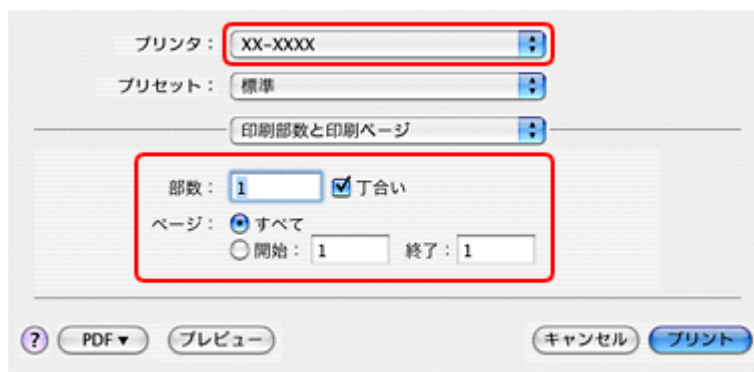 プリンタ： XX-XXXX
プリセット： 標準
印刷部数と印刷ページ
部数： 1 丁合い
ページ： すべて
開始： 1 終了： 1
? PDF▼ プレビュー キャンセル プリント